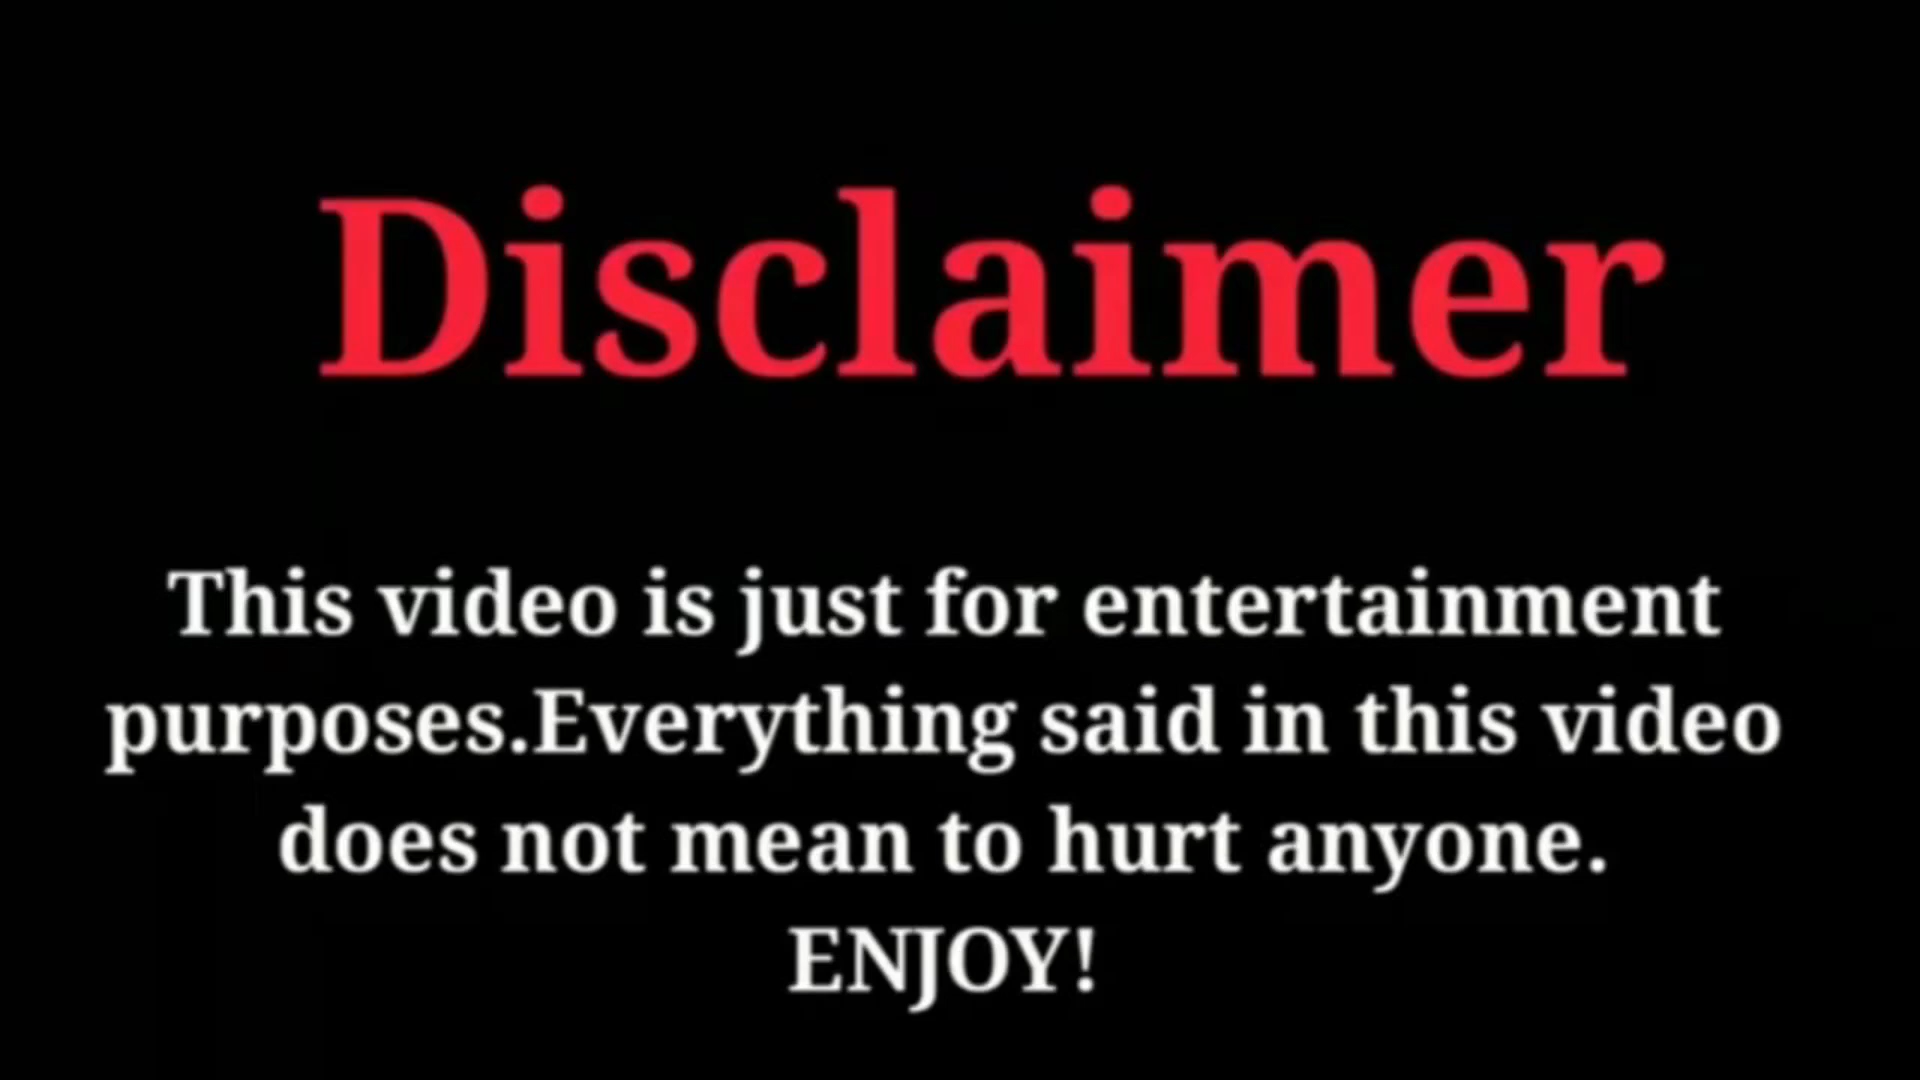 Disclaimer
This video is just for entertainment
purposes.Everything said in this video
does not mean to hurt anyone.
ENJOY!